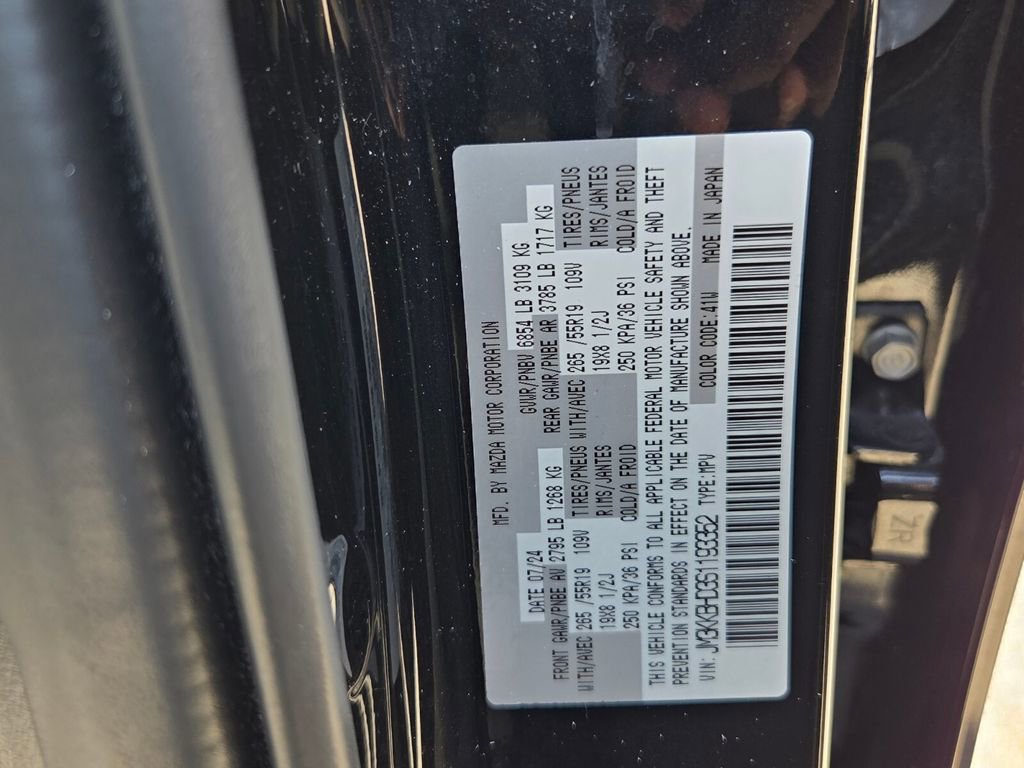 MFD. BY MAZDA MOTOR CORPORATION
DATE 07/24 GVWR/PNBV 6854 LB 3109 KG
FRONT GAWR/PNBE AV 2795 LB 1268 KG REAR GAWR/PNBE AR 3785 LB 1717 KG
WITH/AVEC 265 /55R19 109V TIRES/PNEUS WITH/AVEC 265 /55R19 109V TIRES/PNEUS
19X8 1/2J RIMS/JANTES 19X8 1/2J RIMS/JANTES
250 KPA/36 PSI COLD/A FROID 250 KPA/36 PSI COLD/A FROID
THIS VEHICLE CONFORMS TO ALL APPLICABLE FEDERAL MOTOR VEHICLE SAFETY AND THEFT
PREVENTION STANDARDS IN EFFECT ON THE DATE OF MANUFACTURE SHOWN ABOVE.
VIN: TYPE:MPV COLOR CODE:41W MADE IN JAPAN
ZR